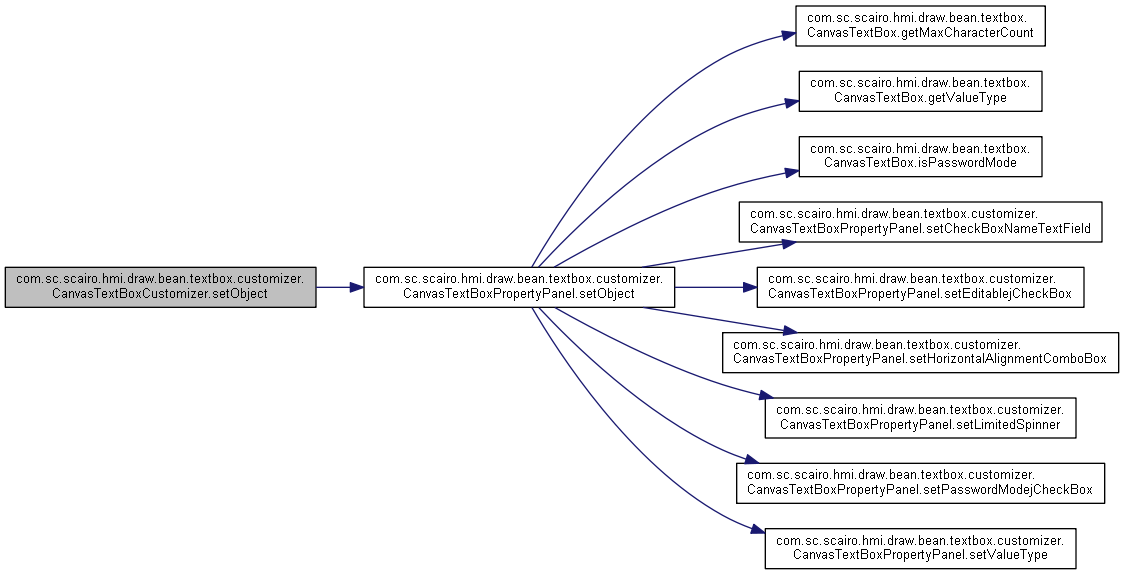 com.sc.scairo.hmi.draw.bean.textbox.customizer.
CanvasTextBoxCustomizer.setObject
com.sc.scairo.hmi.draw.bean.textbox.customizer.
CanvasTextBoxPropertyPanel.setObject
com.sc.scairo.hmi.draw.bean.textbox.
CanvasTextBox.getMaxCharacterCount
com.sc.scairo.hmi.draw.bean.textbox.
CanvasTextBox.getValueType
com.sc.scairo.hmi.draw.bean.textbox.
CanvasTextBox.isPasswordMode
com.sc.scairo.hmi.draw.bean.textbox.customizer.
CanvasTextBoxPropertyPanel.setCheckBoxNameTextField
com.sc.scairo.hmi.draw.bean.textbox.customizer.
CanvasTextBoxPropertyPanel.setEditablejCheckBox
com.sc.scairo.hmi.draw.bean.textbox.customizer.
CanvasTextBoxPropertyPanel.setHorizontalAlignmentComboBox
com.sc.scairo.hmi.draw.bean.textbox.customizer.
CanvasTextBoxPropertyPanel.setLimitedSpinner
com.sc.scairo.hmi.draw.bean.textbox.customizer.
CanvasTextBoxPropertyPanel.setPasswordModejCheckBox
com.sc.scairo.hmi.draw.bean.textbox.customizer.
CanvasTextBoxPropertyPanel.setValueType